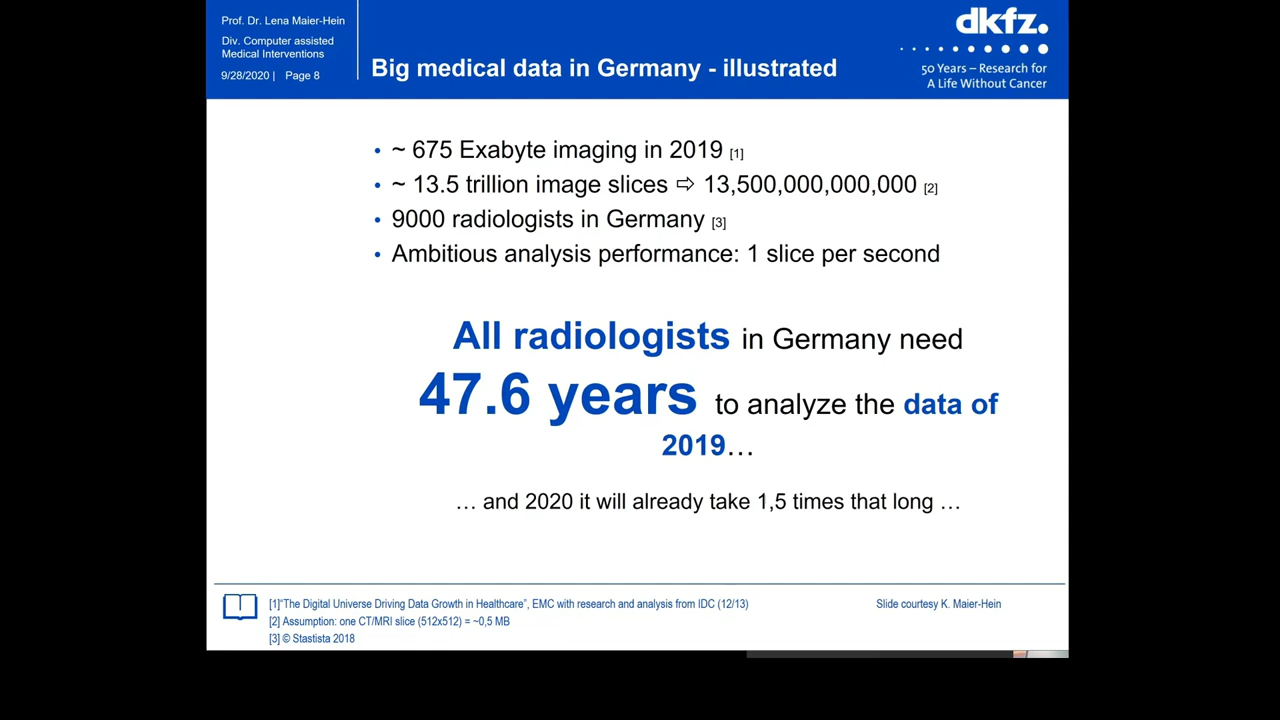 Prof. Dr. Lena Maier-Hein
Div. Computer assisted
Medical Interventions
9/28/2020 | Page 8
Big medical data in Germany - illustrated
dkfz.
50 Years – Research for
A Life Without Cancer
• ~ 675 Exabyte imaging in 2019 [1]
• ~ 13.5 trillion image slices ⇨ 13,500,000,000,000 [2]
• 9000 radiologists in Germany [3]
• Ambitious analysis performance: 1 slice per second
All radiologists in Germany need
47.6 years to analyze the data of
2019…
… and 2020 it will already take 1,5 times that long …
[1]“The Digital Universe Driving Data Growth in Healthcare”, EMC with research and analysis from IDC (12/13)
Slide courtesy K. Maier-Hein
[2] Assumption: one CT/MRI slice (512x512) = ~0,5 MB
[3] © Stastista 2018